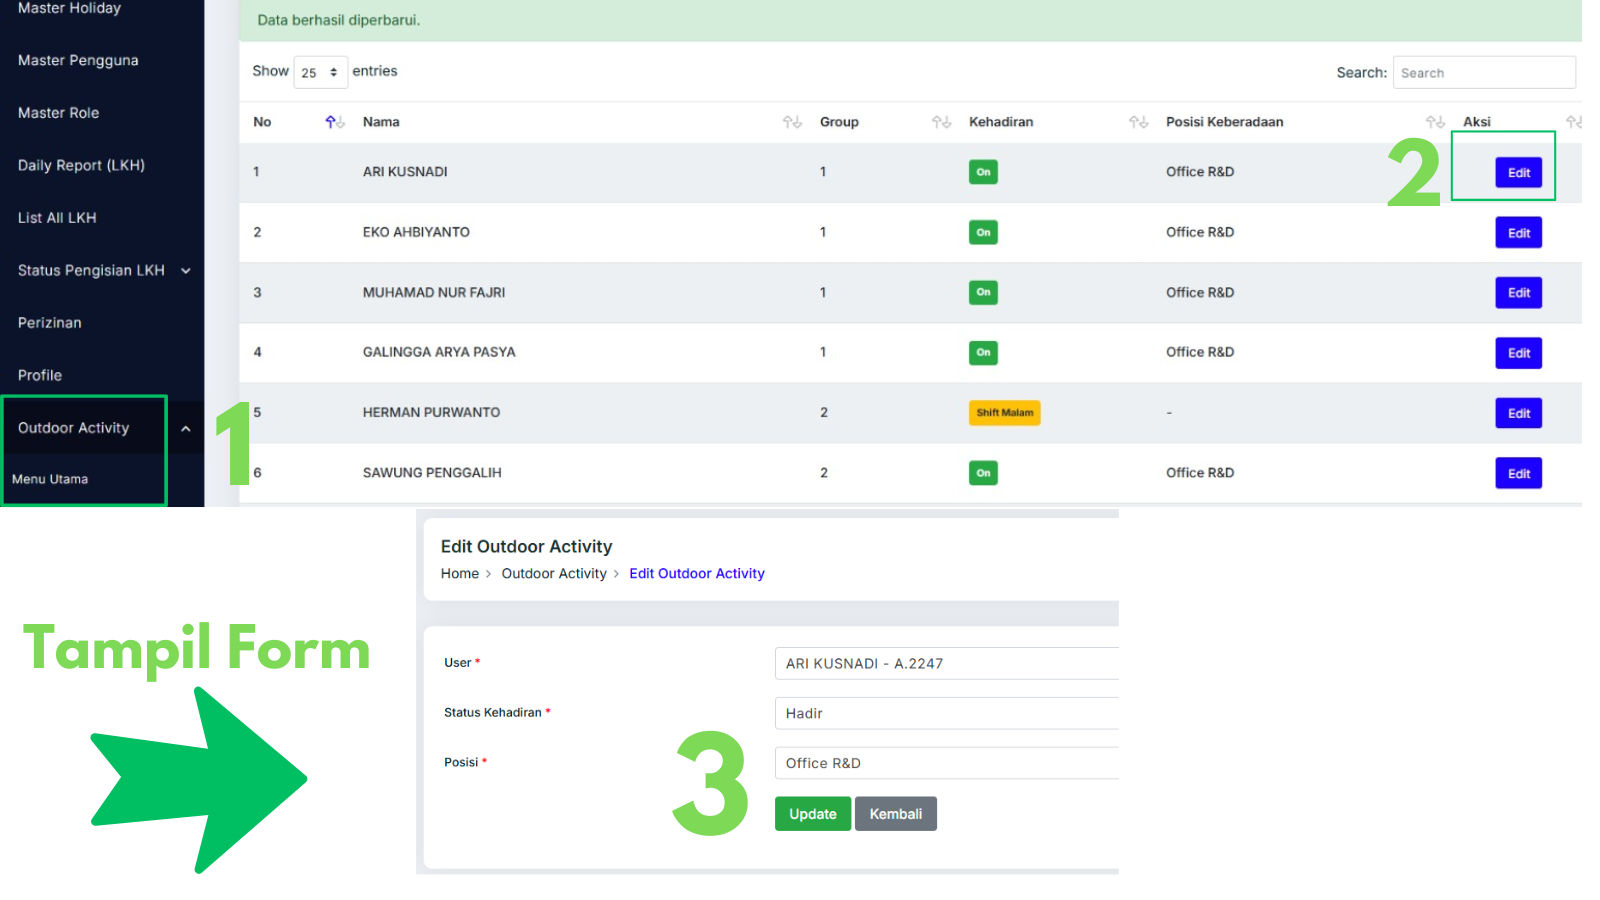 Master Holiday
Master Pengguna
Master Role
Daily Report (LKH)
List All LKH
Status Pengisian LKH
Perizinan
Profile
Outdoor Activity
Menu Utama
1
Data berhasil diperbarui.
Show 25 entries
Search: Search
No Nama Group Kehadiran Posisi Keberadaan Aksi
1 ARI KUSNADI 1 On Office R&D Edit
2
2 EKO AHBIYANTO 1 On Office R&D Edit
3 MUHAMAD NUR FAJRI 1 On Office R&D Edit
4 GALINGGA ARYA PASYA 1 On Office R&D Edit
5 HERMAN PURWANTO 2 Shift Malam - Edit
6 SAWUNG PENGGALIH 2 On Office R&D Edit
Tampil Form
Edit Outdoor Activity
Home > Outdoor Activity > Edit Outdoor Activity
User * ARI KUSNADI - A.2247
Status Kehadiran * Hadir
Posisi * Office R&D
3
Update Kembali